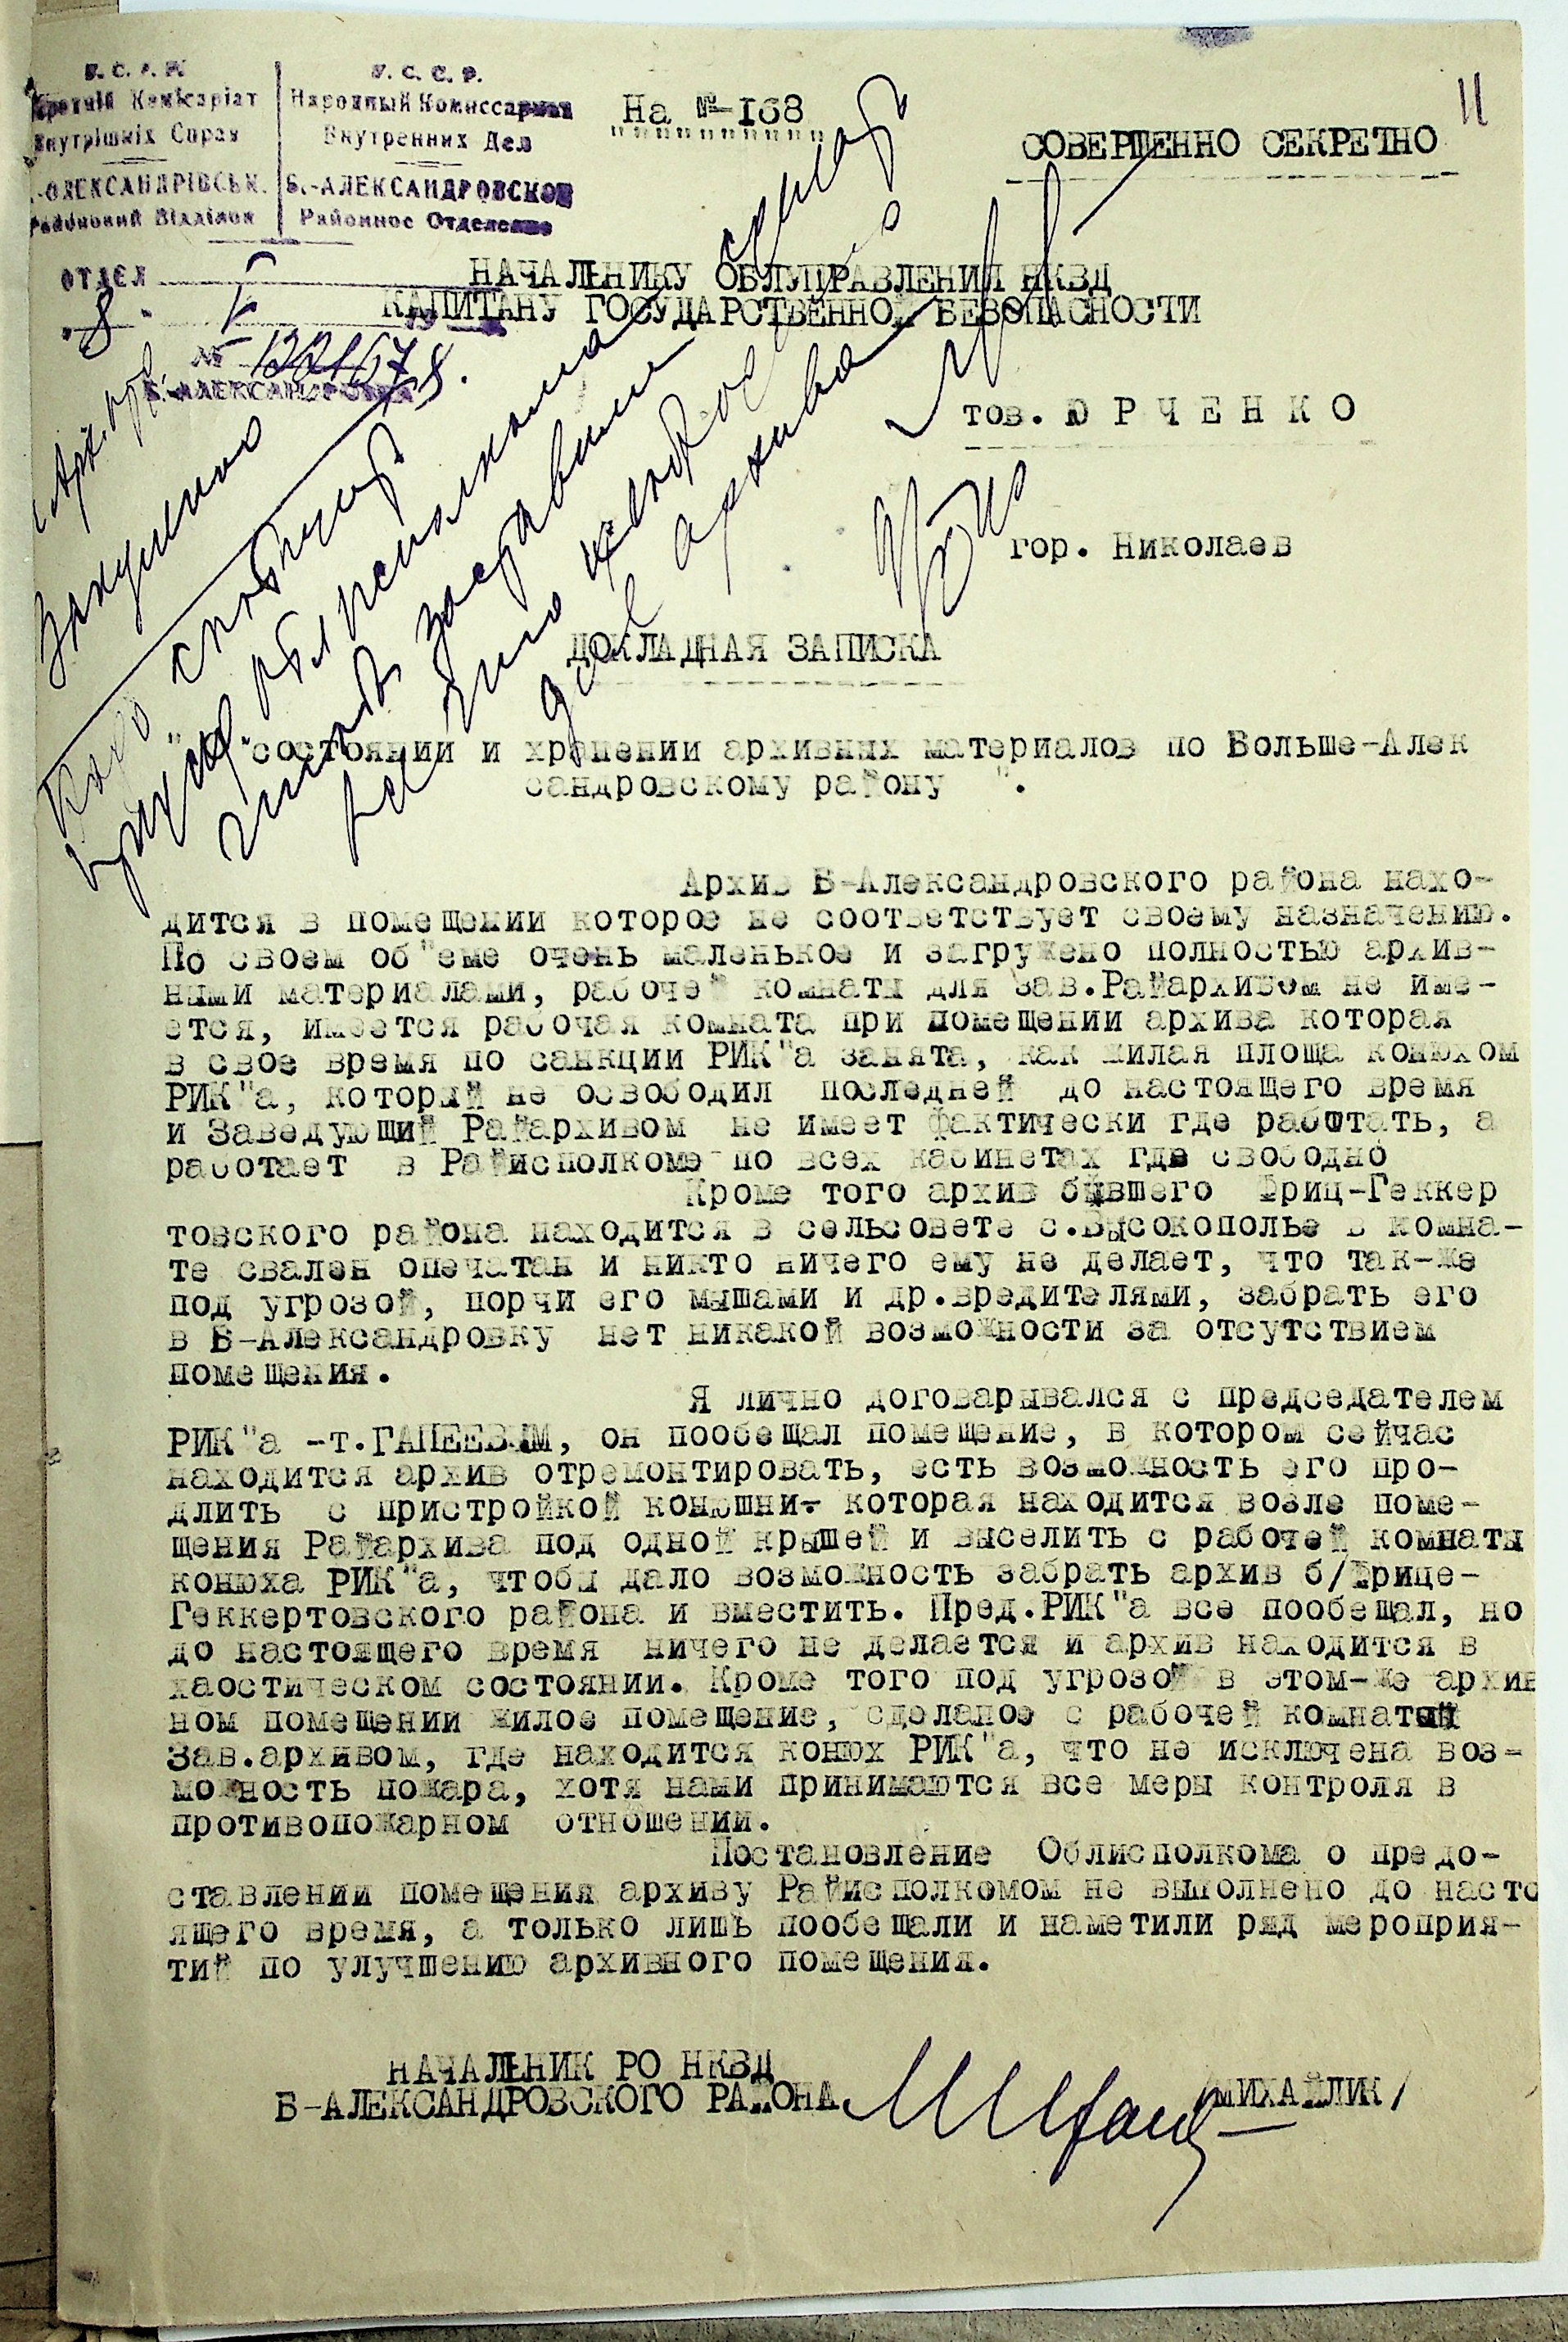 У.С.Р.Р.
Комісаріат
Внутрішніх Справ
-ОЛЕКСАНДРІВСЬК.
Районовий Відділок
У.С.С.Р.
Народный Комиссариат
Внутренних Дел
Б.-АЛЕКСАНДРОВСКОЕ
Районное Отделение
ОТДЕЛ
"8"
№
Б.-АЛЕКСАНДРОВКА
На №-168
11
СОВЕРШЕННО СЕКРЕТНО
НАЧАЛЬНИКУ ОБЛУПРАВЛЕНИЯ НКВД
КАПИТАНУ ГОСУДАРСТВЕННОЙ БЕЗОПАСНОСТИ
тов. Ю Р Ч Е Н К О
гор. Николаев
ДОКЛАДНАЯ ЗАПИСКА
состоянии и хранении архивных материалов по Больше-Алек
сандровскому району ".
Архив Б-Александровского района нахо-
дится в помещении которое не соответствует своему назначению.
По своем об"еме очень маленькое и загружено полностью архив-
ными материалами, рабочей комнаты для Зав.Райархивом не име-
ется, имеется рабочая комната при помещении архива которая
в свое время по санкции РИК"а занята, как жилая площа конюхом
РИК"а, который не освободил последней до настоящего время
и Заведующий Райархивом не имеет фактически где работать, а
работает в Райисполкоме по всех кабинетах где свободно
Кроме того архив бывшего Фриц-Геккер
товского района находится в сельсовете с.Высокополье в комна-
те свален опечатан и никто ничего ему не делает, что так-же
под угрозой, порчи его мышами и др.вредителями, забрать его
в Б-Александровку нет никакой возможности за отсутствием
помещения.
Я лично договарывался с председателем
РИК"а -т.ГАПЕЕВЫМ, он пообещал помещение, в котором сейчас
находится архив отремонтировать, есть возможность его про-
длить с пристройкой конюшни- которая находится возле поме-
щения Райархива под одной крышей и выселить с рабочей комнаты
конюха РИК"а, чтобы дало возможность забрать архив б/Фрице-
Геккертовского района и вместить. Пред.РИК"а все пообещал, но
до настоящего время ничего не делается и архив находится в
хаостическом состоянии. Кроме того под угрозой в этом-же архив
ном помещении жилое помещение, сделаное с рабочей комнатый
Зав.архивом, где находится конюх РИК"а, что не исключена воз-
можность пожара, хотя нами принимаются все меры контроля в
противопожарном отношении.
Постановление Облисполкома о предо-
ставлении помещения архиву Райисполкомом не выполнено до насто
ящего время, а только лишь пообещали и наметили ряд мероприя-
тий по улучшению архивного помещения.
НАЧАЛЬНИК РО НКВД
Б-АЛЕКСАНДРОВСКОГО РАЙОНА /МИХАЙЛИК/